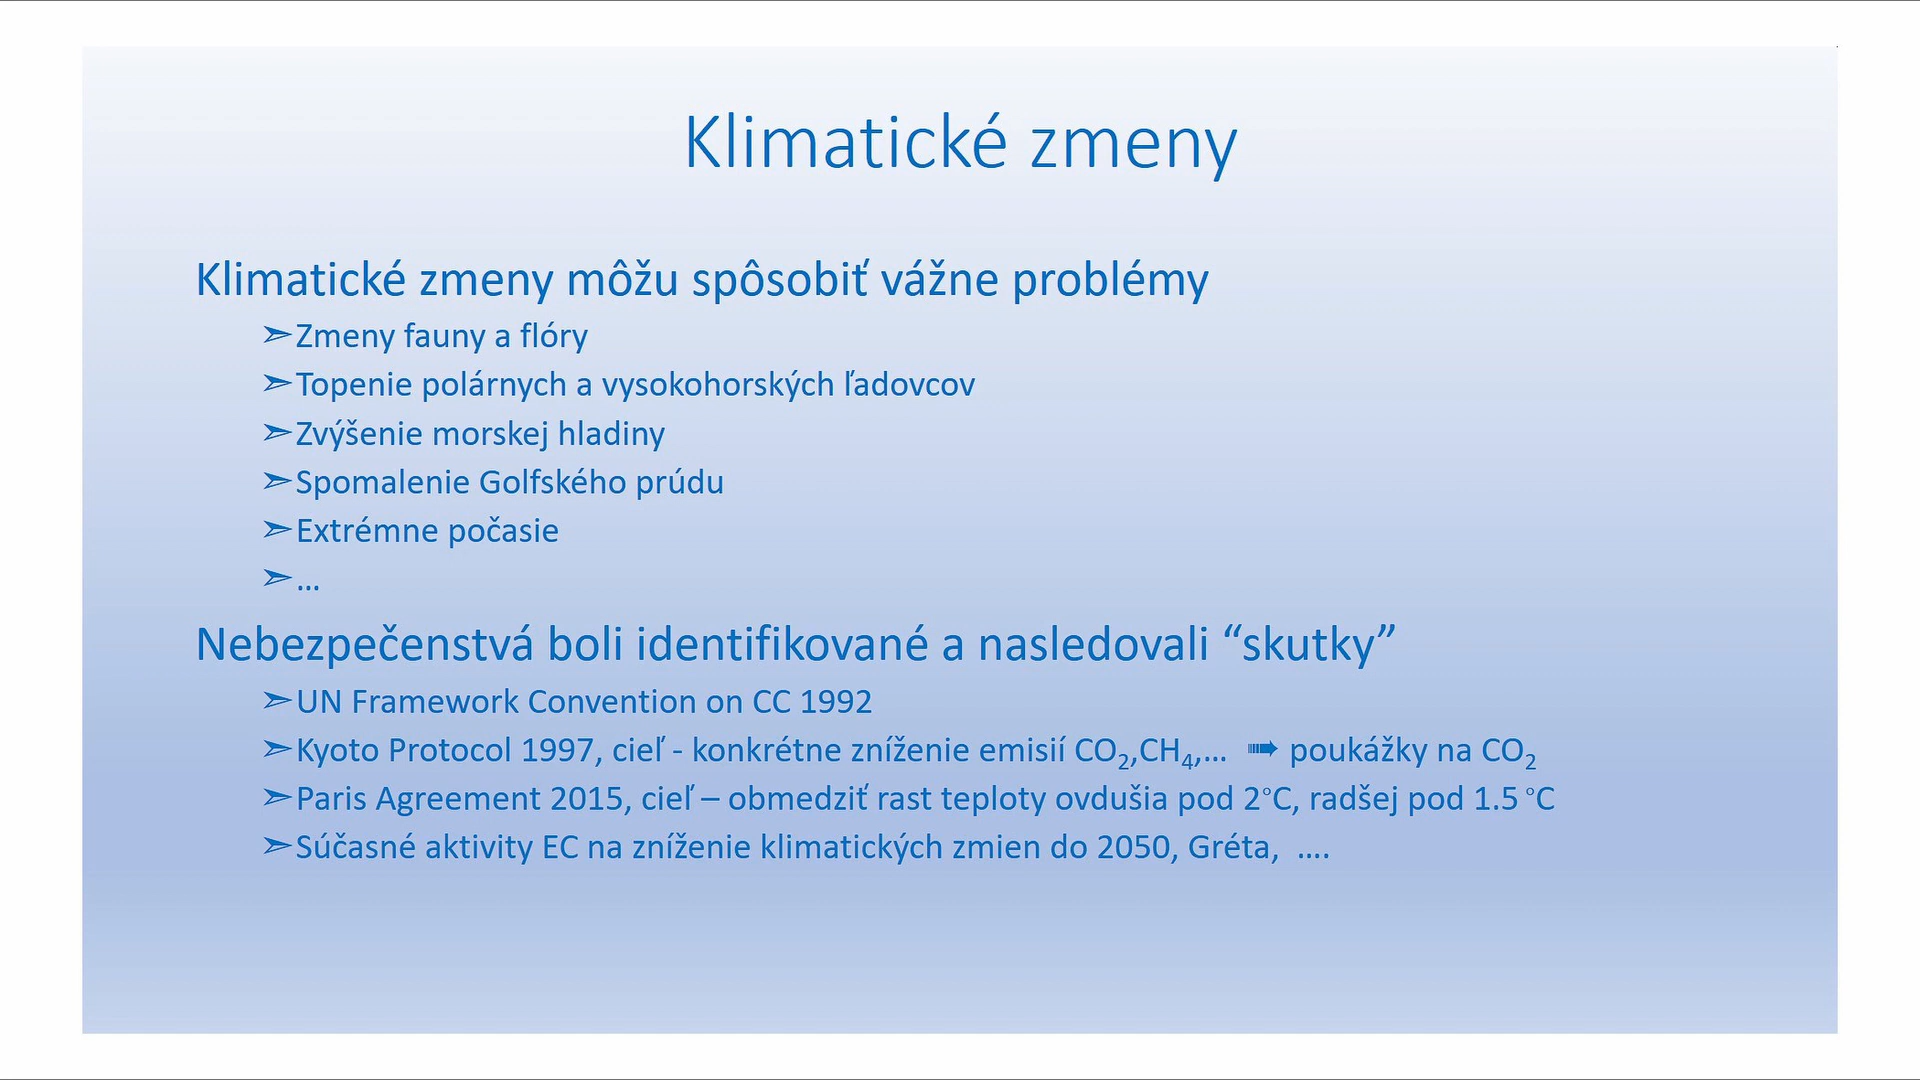 Klimatické zmeny
Klimatické zmeny môžu spôsobiť vážne problémy
➣Zmeny fauny a flóry
➣Topenie polárnych a vysokohorských ľadovcov
➣Zvýšenie morskej hladiny
➣Spomalenie Golfského prúdu
➣Extrémne počasie
➣...
Nebezpečenstvá boli identifikované a nasledovali “skutky”
➣UN Framework Convention on CC 1992
➣Kyoto Protocol 1997, cieľ - konkrétne zníženie emisií CO₂,CH₄,... ➠ poukážky na CO₂
➣Paris Agreement 2015, cieľ – obmedziť rast teploty ovdušia pod 2°C, radšej pod 1.5 °C
➣Súčasné aktivity EC na zníženie klimatických zmien do 2050, Gréta, ....